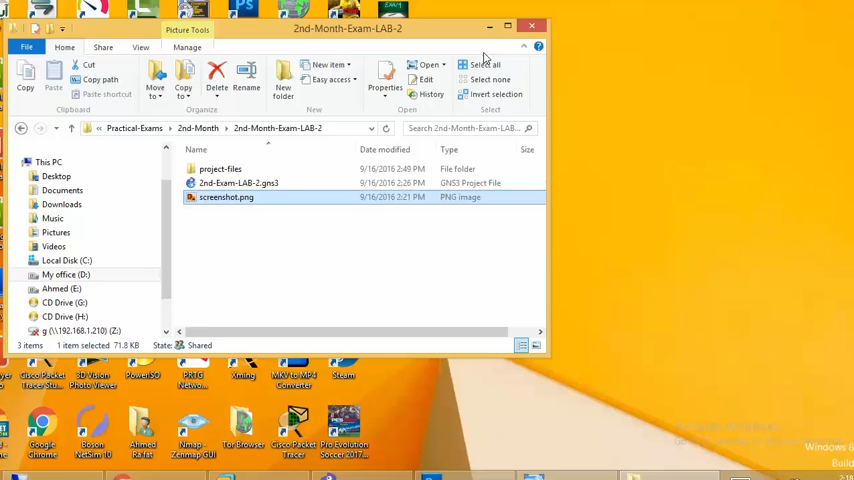 Picture Tools
2nd-Month-Exam-LAB-2
File Home Share View Manage
Copy
Paste
Cut
Copy path
Paste shortcut
Clipboard
Move to
Copy to
Delete
Rename
Organize
New folder
New item
Easy access
New
Properties
Open
Edit
History
Open
Select all
Select none
Invert selection
Select
Practical-Exams 2nd-Month 2nd-Month-Exam-LAB-2
Search 2nd-Month-Exam-LAB...
Name Date modified Type Size
project-files 9/16/2016 2:49 PM File folder
2nd-Exam-LAB-2.gns3 9/16/2016 2:26 PM GNS3 Project File
screenshot.png 9/16/2016 2:21 PM PNG image
This PC
Desktop
Documents
Downloads
Music
Pictures
Videos
Local Disk (C:)
My office (D:)
Ahmed (E:)
CD Drive (G:)
CD Drive (H:)
g (\\192.168.1.210) (Z:)
3 items 1 item selected 71.8 KB State: Shared
Cisco Packet Tracer Stu...
3D Vision Photo Viewer
PowerISO
PRTG Netwo...
Xming
MKV to MP4 Converter
Steam
Google Chrome
Boson NetSim 10
Ahmed Rafat
Nmap - Zenmap GUI
Tor Browser
Cisco Packet Tracer
Pro Evolution Soccer 2017...
Windows 8
Build